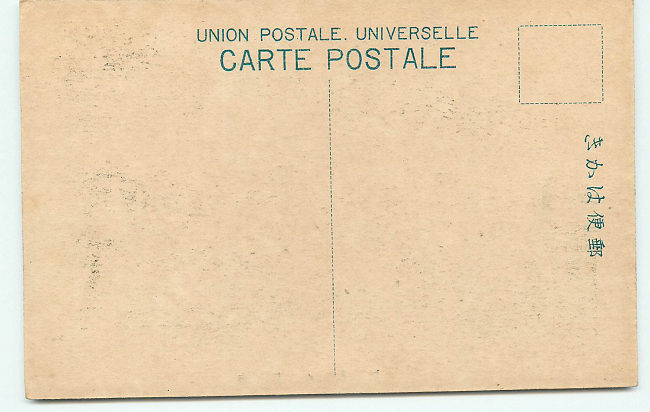 UNION POSTALE. UNIVERSELLE
CARTE POSTALE
郵便はかき